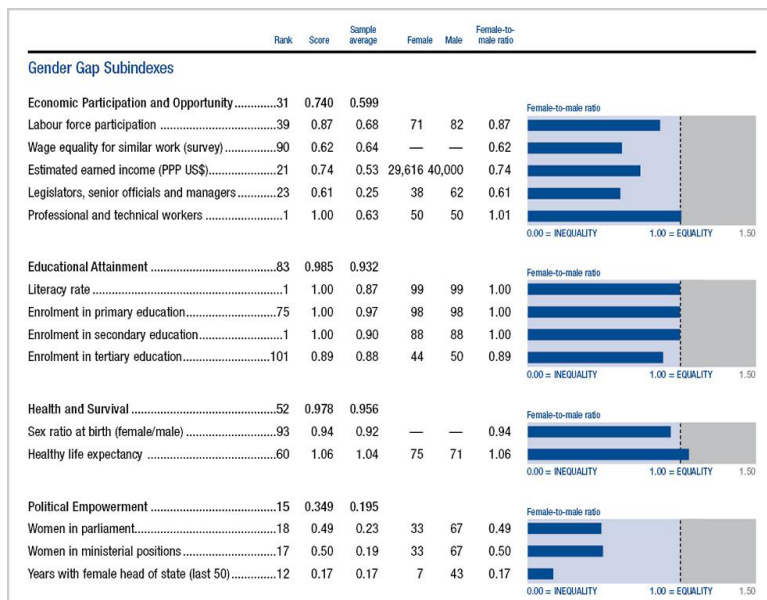 Rank Score Sample average Female Male Female-to-male ratio
Gender Gap Subindexes
Economic Participation and Opportunity.............31 0.740 0.599
Labour force participation ....................................39 0.87 0.68 71 82 0.87
Wage equality for similar work (survey)................90 0.62 0.64 — — 0.62
Estimated earned income (PPP US$)....................21 0.74 0.53 29,616 40,000 0.74
Legislators, senior officials and managers............23 0.61 0.25 38 62 0.61
Professional and technical workers ........................1 1.00 0.63 50 50 1.01
Female-to-male ratio
0.00 = INEQUALITY 1.00 = EQUALITY 1.50
Educational Attainment .......................................83 0.985 0.932
Literacy rate ...........................................................1 1.00 0.87 99 99 1.00
Enrolment in primary education............................75 1.00 0.97 98 98 1.00
Enrolment in secondary education..........................1 1.00 0.90 88 88 1.00
Enrolment in tertiary education...........................101 0.89 0.88 44 50 0.89
Female-to-male ratio
0.00 = INEQUALITY 1.00 = EQUALITY 1.50
Health and Survival .............................................52 0.978 0.956
Sex ratio at birth (female/male) ............................93 0.94 0.92 — — 0.94
Healthy life expectancy ........................................60 1.06 1.04 75 71 1.06
Female-to-male ratio
0.00 = INEQUALITY 1.00 = EQUALITY 1.50
Political Empowerment ........................................15 0.349 0.195
Women in parliament............................................18 0.49 0.23 33 67 0.49
Women in ministerial positions..............................17 0.50 0.19 33 67 0.50
Years with female head of state (last 50)..............12 0.17 0.17 7 43 0.17
Female-to-male ratio
0.00 = INEQUALITY 1.00 = EQUALITY 1.50